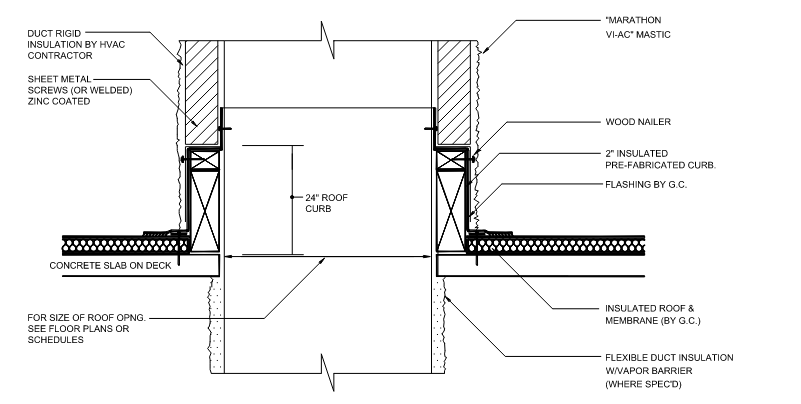 DUCT RIGID
INSULATION BY HVAC
CONTRACTOR
SHEET METAL
SCREWS (OR WELDED)
ZINC COATED
24" ROOF
CURB
CONCRETE SLAB ON DECK
FOR SIZE OF ROOF OPNG.
SEE FLOOR PLANS OR
SCHEDULES
"MARATHON
VI-AC" MASTIC
WOOD NAILER
2" INSULATED
PRE-FABRICATED CURB.
FLASHING BY G.C.
INSULATED ROOF &
MEMBRANE (BY G.C.)
FLEXIBLE DUCT INSULATION
W/VAPOR BARRIER
(WHERE SPEC'D)